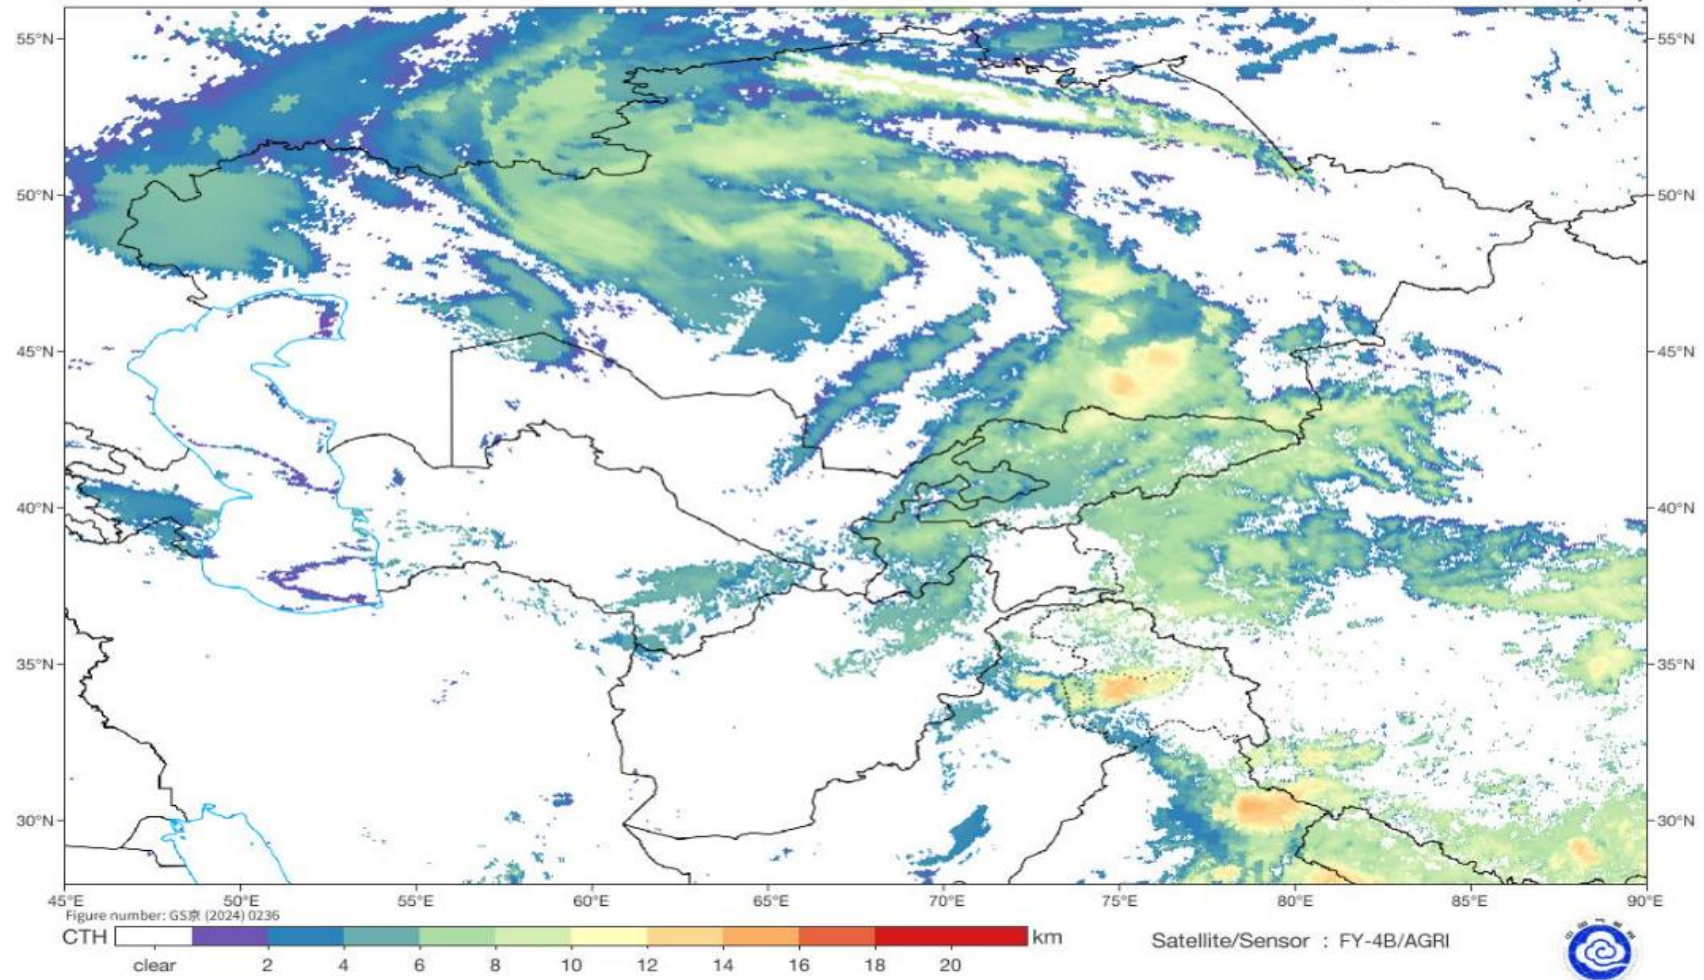 55°N
55°N
50°N
50°N
45°N
45°N
40°N
40°N
35°N
35°N
30°N
30°N
45°E 50°E 55°E 60°E 65°E 70°E 75°E 80°E 85°E 90°E
Figure number: GS京 (2024) 0236
CTH km
clear 2 4 6 8 10 12 14 16 18 20
Satellite/Sensor : FY-4B/AGRI